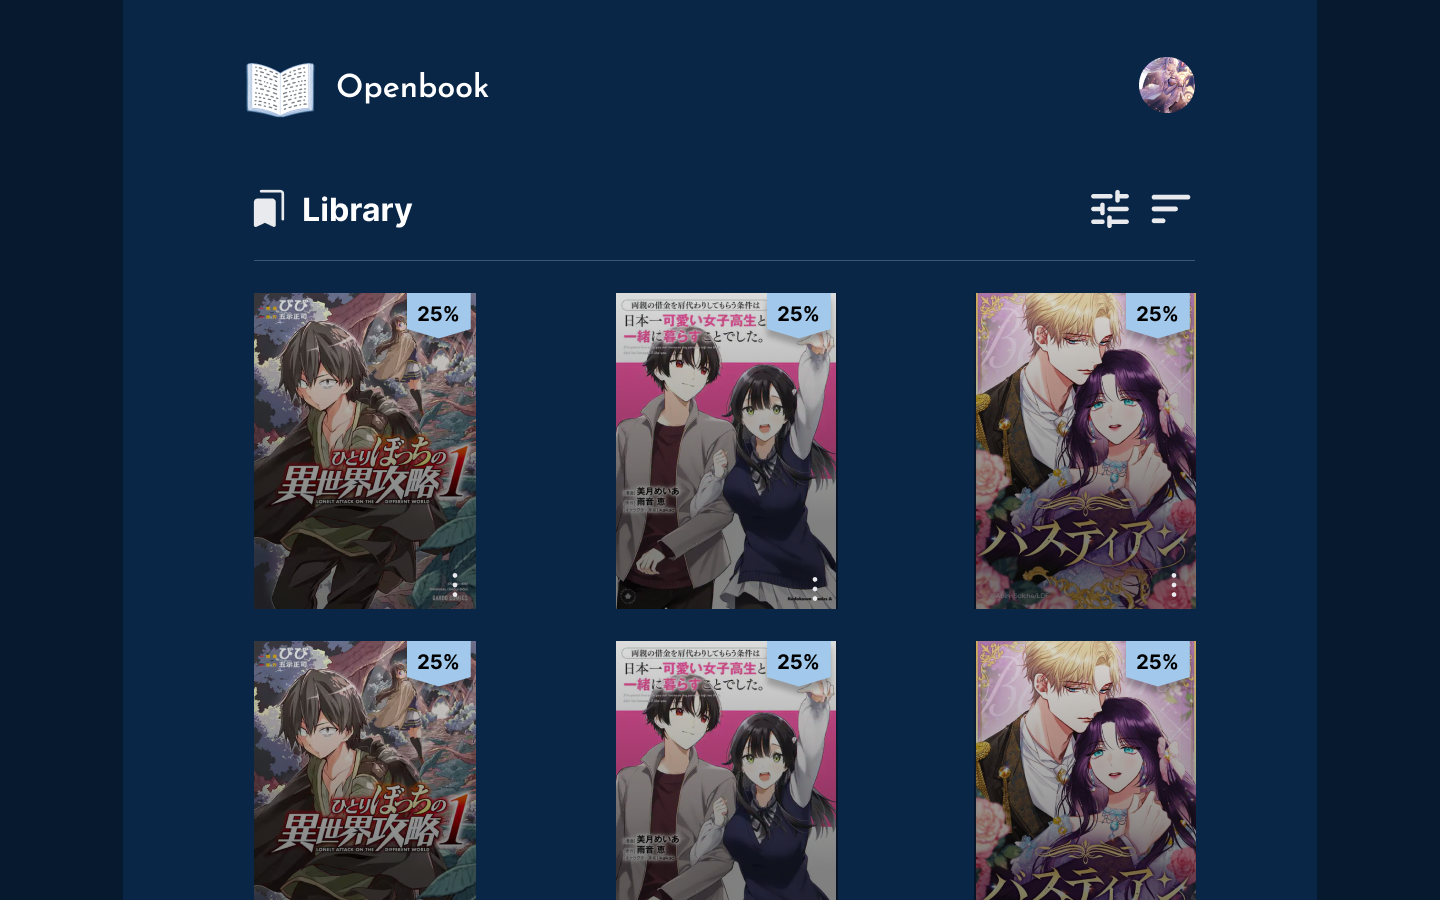 Openbook
Library
びび
五示正司
25%
ひとりぼっちの
異世界攻略 1
LONELY ATTACK ON THE DIFFERENT WORLD
両親の借金を肩代わりしてもらう条件は
日本一可愛い女子高生と
一緒に暮らすことでした。
25%
美月めいあ
雨音 恵
25%
バスティアン
びび
五示正司
25%
ひとりぼっちの
異世界攻略 1
LONELY ATTACK ON THE DIFFERENT WORLD
両親の借金を肩代わりしてもらう条件は
日本一可愛い女子高生と
一緒に暮らすことでした。
25%
美月めいあ
雨音 恵
25%
バスティアン